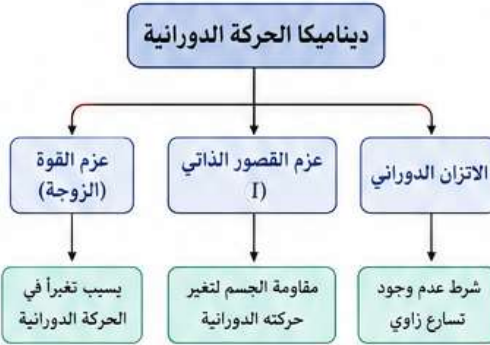 ديناميكا الحركة الدورانية
الاتزان الدوراني
عزم القصور الذاتي
(I
عزم القوة
(الزوجة)
شرط عدم وجود
تسارع زاوي
مقاومة الجسم لتغير
حركته الدورانية
يسبب تغيرأ في
الحركة الدورانية